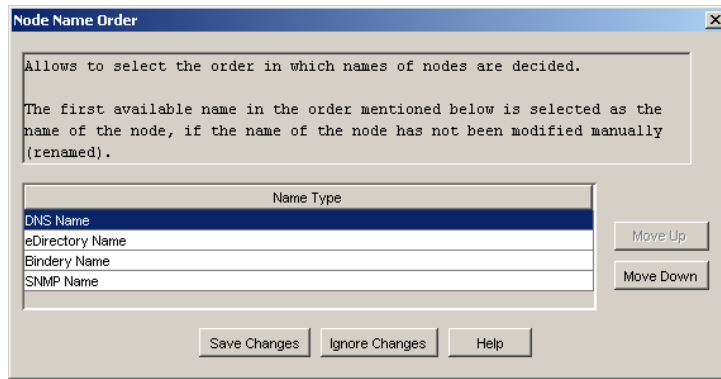 Node Name Order
Allows to select the order in which names of nodes are decided.
The first available name in the order mentioned below is selected as the
name of the node, if the name of the node has not been modified manually
(renamed).
Name Type
DNS Name
eDirectory Name
Bindery Name
SNMP Name
Move Up
Move Down
Save Changes
Ignore Changes
Help